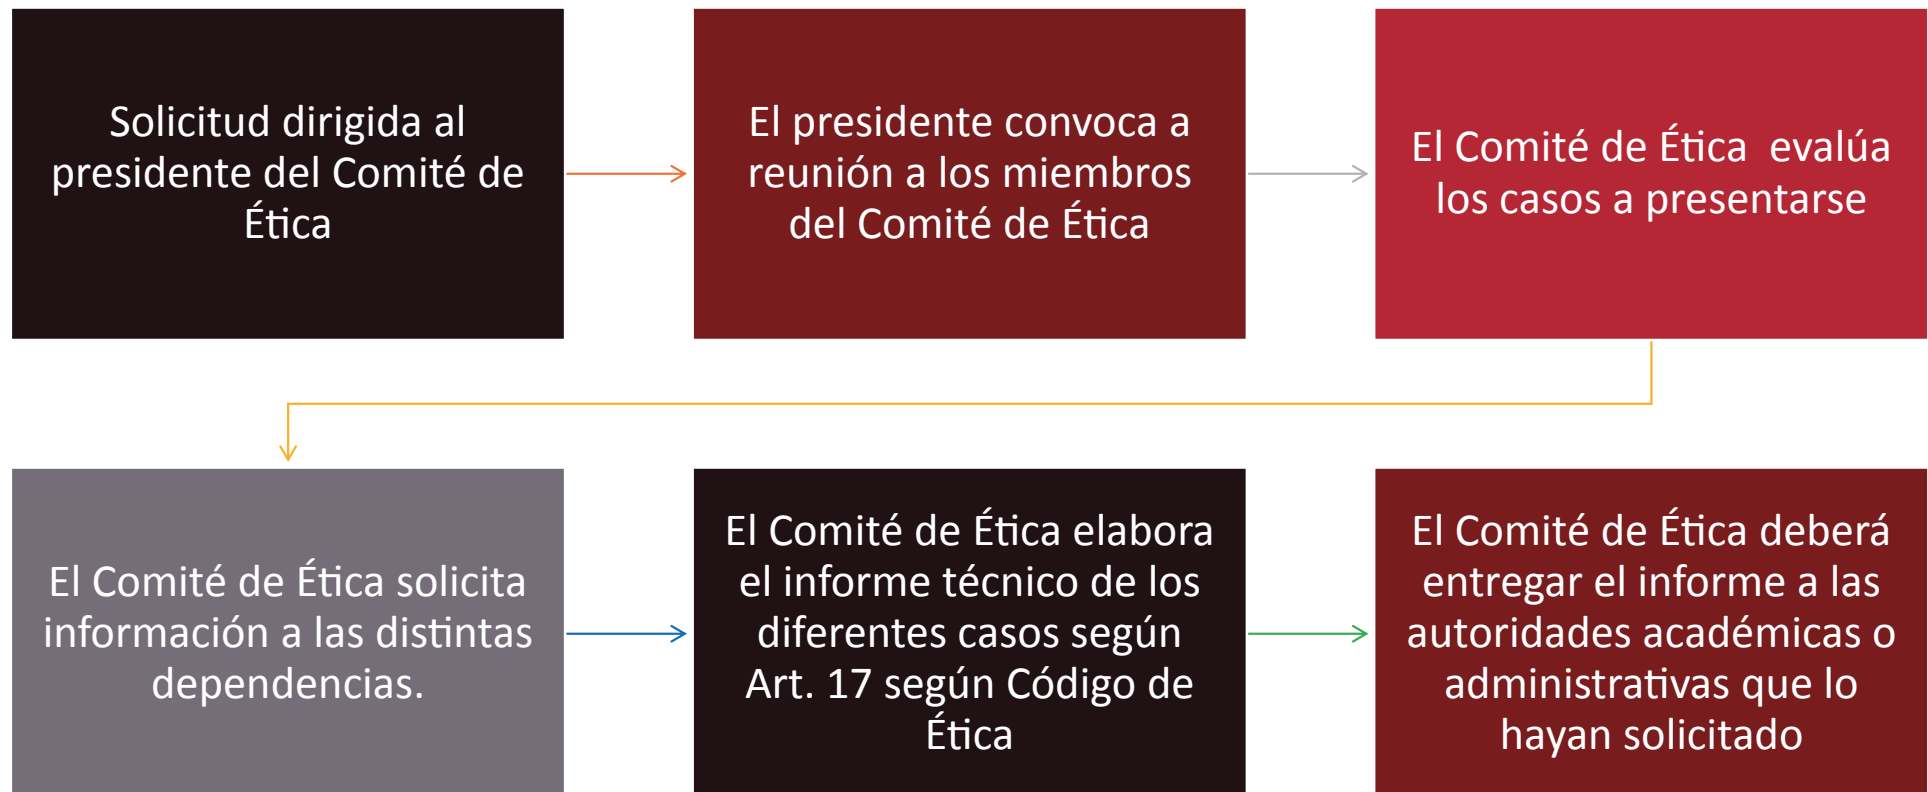 Solicitud dirigida al
presidente del Comité de
Ética
El presidente convoca a
reunión a los miembros
del Comité de Ética
El Comité de Ética  evalúa
los casos a presentarse
El Comité de Ética solicita
información a las distintas
dependencias.
El Comité de Ética elabora
el informe técnico de los
diferentes casos según
Art. 17 según Código de
Ética
El Comité de Ética deberá
entregar el informe a las
autoridades académicas o
administrativas que lo
hayan solicitado